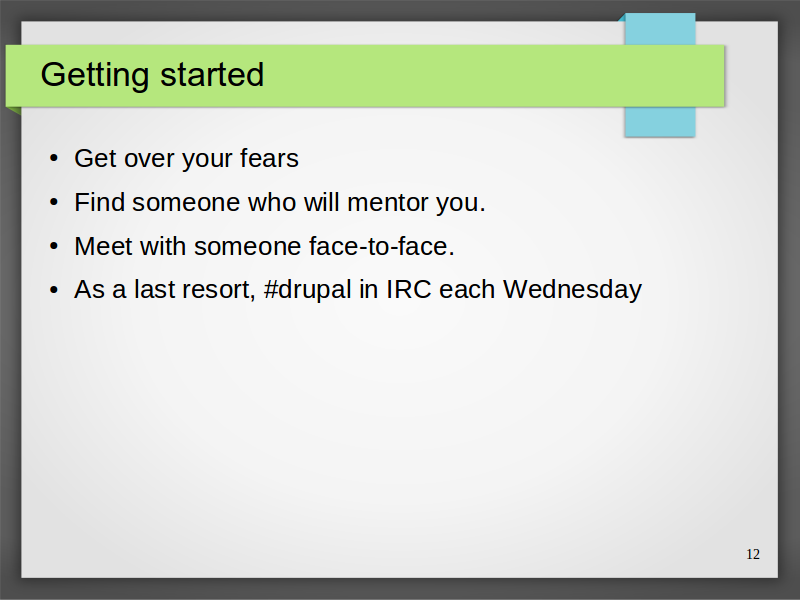 Getting started
• Get over your fears
• Find someone who will mentor you.
• Meet with someone face-to-face.
• As a last resort, #drupal in IRC each Wednesday
12